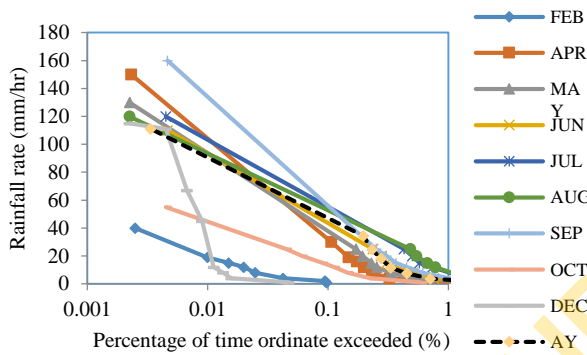 180
160
140
120
100
80
60
40
20
0
Rainfall rate (mm/hr)
0.001 0.01 0.1 1
Percentage of time ordinate exceeded (%)
FEB
APR
MA
Y
JUN
JUL
AUG
SEP
OCT
DEC
AY